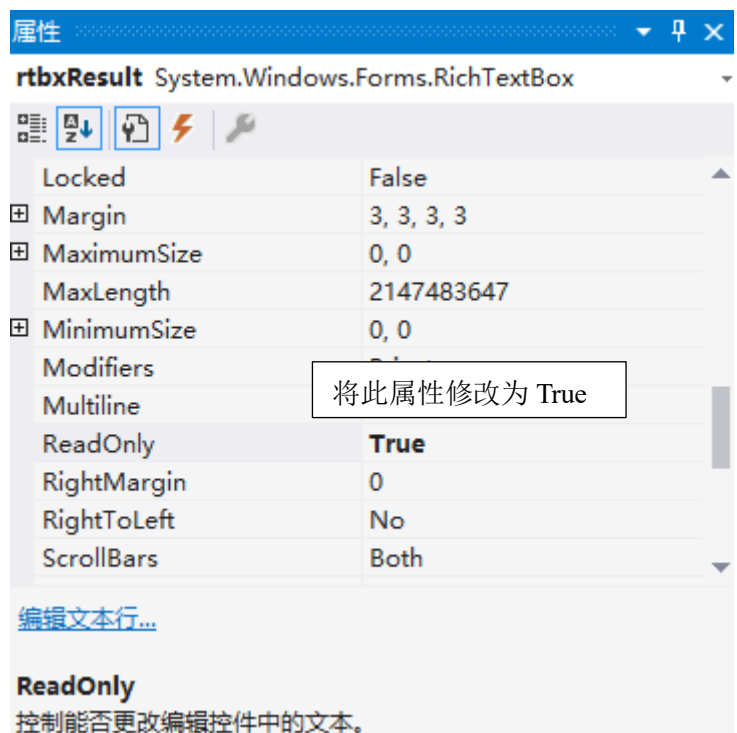 属性
rtbxResult System.Windows.Forms.RichTextBox
Locked False
Margin 3, 3, 3, 3
MaximumSize 0, 0
MaxLength 2147483647
MinimumSize 0, 0
Modifiers
将此属性修改为 True
Multiline
ReadOnly True
RightMargin 0
RightToLeft No
ScrollBars Both
编辑文本行...
ReadOnly
控制能否更改编辑控件中的文本。